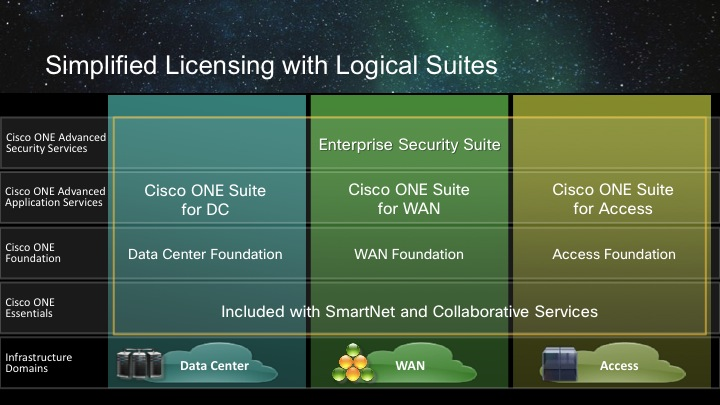 Simplified Licensing with Logical Suites
Cisco ONE Advanced
Security Services
Enterprise Security Suite
Cisco ONE Advanced
Application Services
Cisco ONE Suite
for DC
Cisco ONE Suite
for WAN
Cisco ONE Suite
for Access
Cisco ONE
Foundation
Data Center Foundation
WAN Foundation
Access Foundation
Cisco ONE
Essentials
Included with SmartNet and Collaborative Services
Infrastructure
Domains
Data Center
WAN
Access